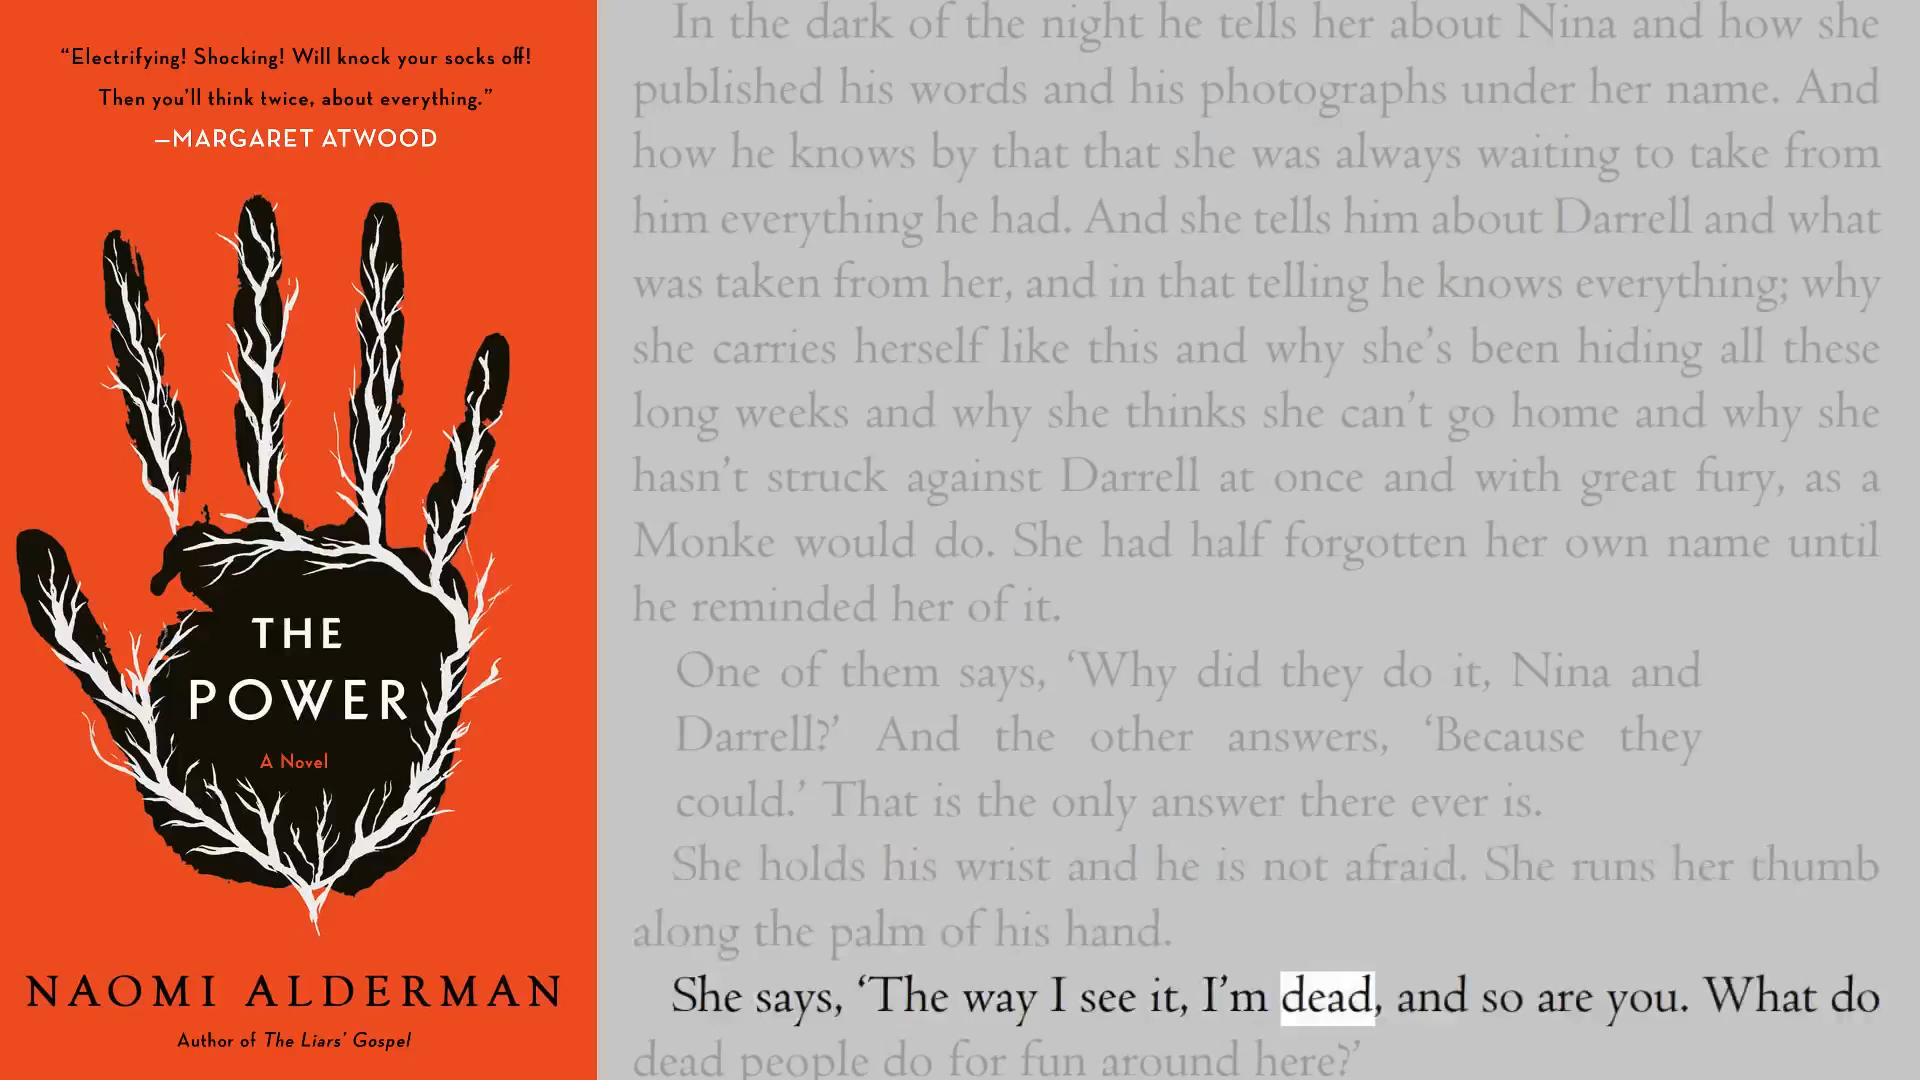 “Electrifying! Shocking! Will knock your socks off!
Then you’ll think twice, about everything.”
—MARGARET ATWOOD
THE
POWER
A Novel
NAOMI ALDERMAN
Author of The Liars’ Gospel
In the dark of the night he tells her about Nina and how she
published his words and his photographs under her name. And
how he knows by that that she was always waiting to take from
him everything he had. And she tells him about Darrell and what
was taken from her, and in that telling he knows everything; why
she carries herself like this and why she’s been hiding all these
long weeks and why she thinks she can’t go home and why she
hasn’t struck against Darrell at once and with great fury, as a
Monke would do. She had half forgotten her own name until
he reminded her of it.
One of them says, ‘Why did they do it, Nina and
Darrell?’ And the other answers, ‘Because they
could.’ That is the only answer there ever is.
She holds his wrist and he is not afraid. She runs her thumb
along the palm of his hand.
She says, ‘The way I see it, I’m dead, and so are you. What do
dead people do for fun around here?’